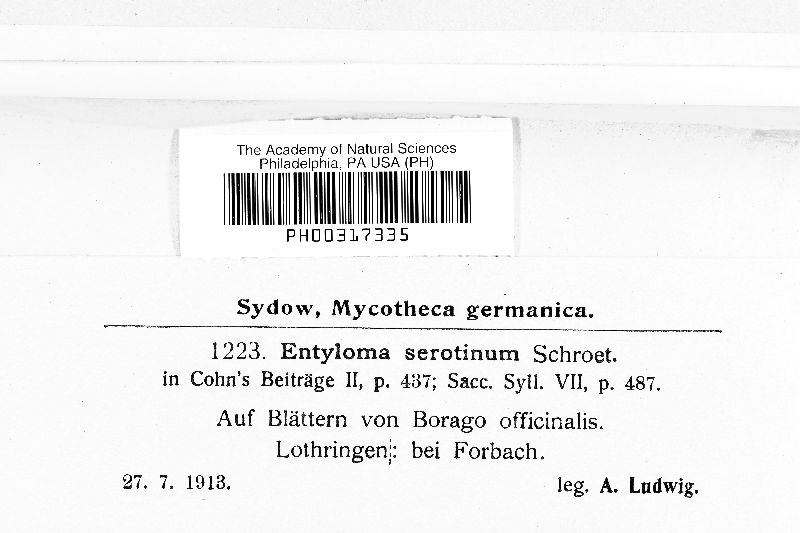 The Academy of Natural Sciences
Philadelphia, PA USA (PH)
PH00317335
Sydow, Mycotheca germanica.
1223. Entyloma serotinum Schroet.
in Cohn's Beiträge II, p. 437; Sacc. Syll. VII, p. 487.
Auf Blättern von Borago officinalis.
Lothringen: bei Forbach.
27. 7. 1913.
leg. A. Ludwig.